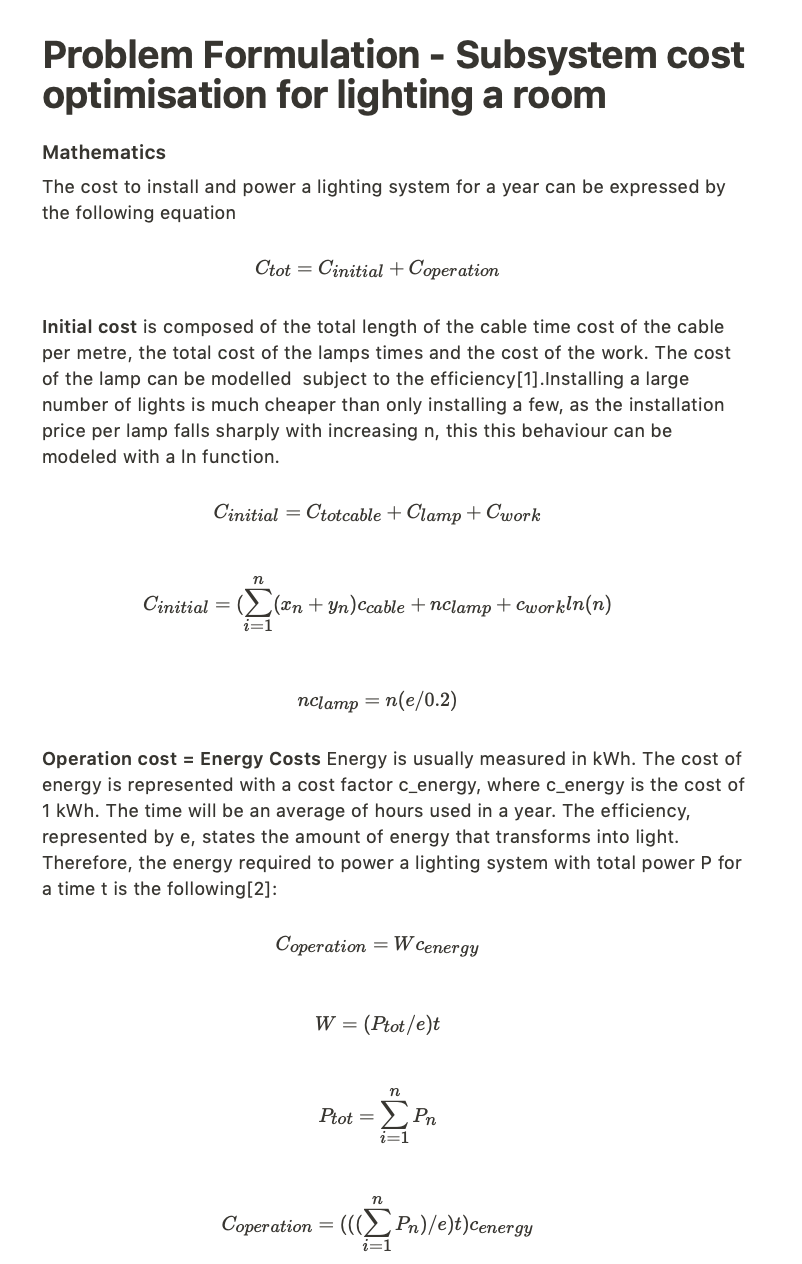 Problem Formulation - Subsystem cost
optimisation for lighting a room
Mathematics
The cost to install and power a lighting system for a year can be expressed by
the following equation
C_{tot} = C_{initial} + C_{operation}
Initial cost is composed of the total length of the cable time cost of the cable
per metre, the total cost of the lamps times and the cost of the work. The cost
of the lamp can be modelled  subject to the efficiency[1].Installing a large
number of lights is much cheaper than only installing a few, as the installation
price per lamp falls sharply with increasing n, this this behaviour can be
modeled with a ln function.
C_{initial} = C_{totcable} + C_{lamp} + C_{work}
C_{initial} = (\sum_{i=1}^{n}(x_n + y_n)c_{cable} + nc_{lamp} + c_{work}ln(n)
nc_{lamp} = n(e/0.2)
Operation cost = Energy Costs Energy is usually measured in kWh. The cost of
energy is represented with a cost factor c_energy, where c_energy is the cost of
1 kWh. The time will be an average of hours used in a year. The efficiency,
represented by e, states the amount of energy that transforms into light.
Therefore, the energy required to power a lighting system with total power P for
a time t is the following[2]:
C_{operation} = Wc_{energy}
W = (P_{tot}/e)t
P_{tot} = \sum_{i=1}^{n} P_n
C_{operation} = (((\sum_{i=1}^{n} P_n)/e)t)c_{energy}